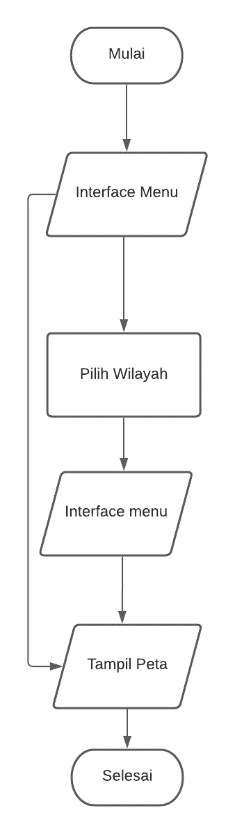 Mulai
Interface Menu
Pilih Wilayah
Interface menu
Tampil Peta
Selesai